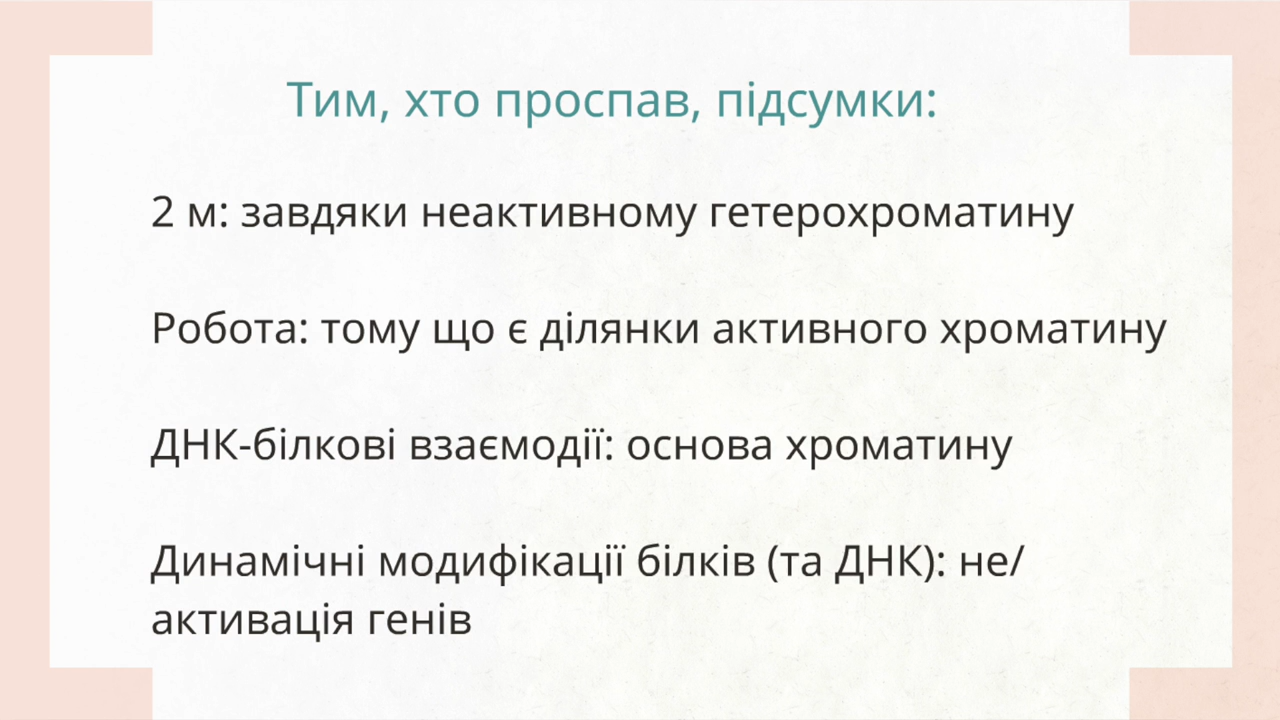 Тим, хто проспав, підсумки:
2 м: завдяки неактивному гетерохроматину
Робота: тому що є ділянки активного хроматину
ДНК-білкові взаємодії: основа хроматину
Динамічні модифікації білків (та ДНК): не/
активація генів